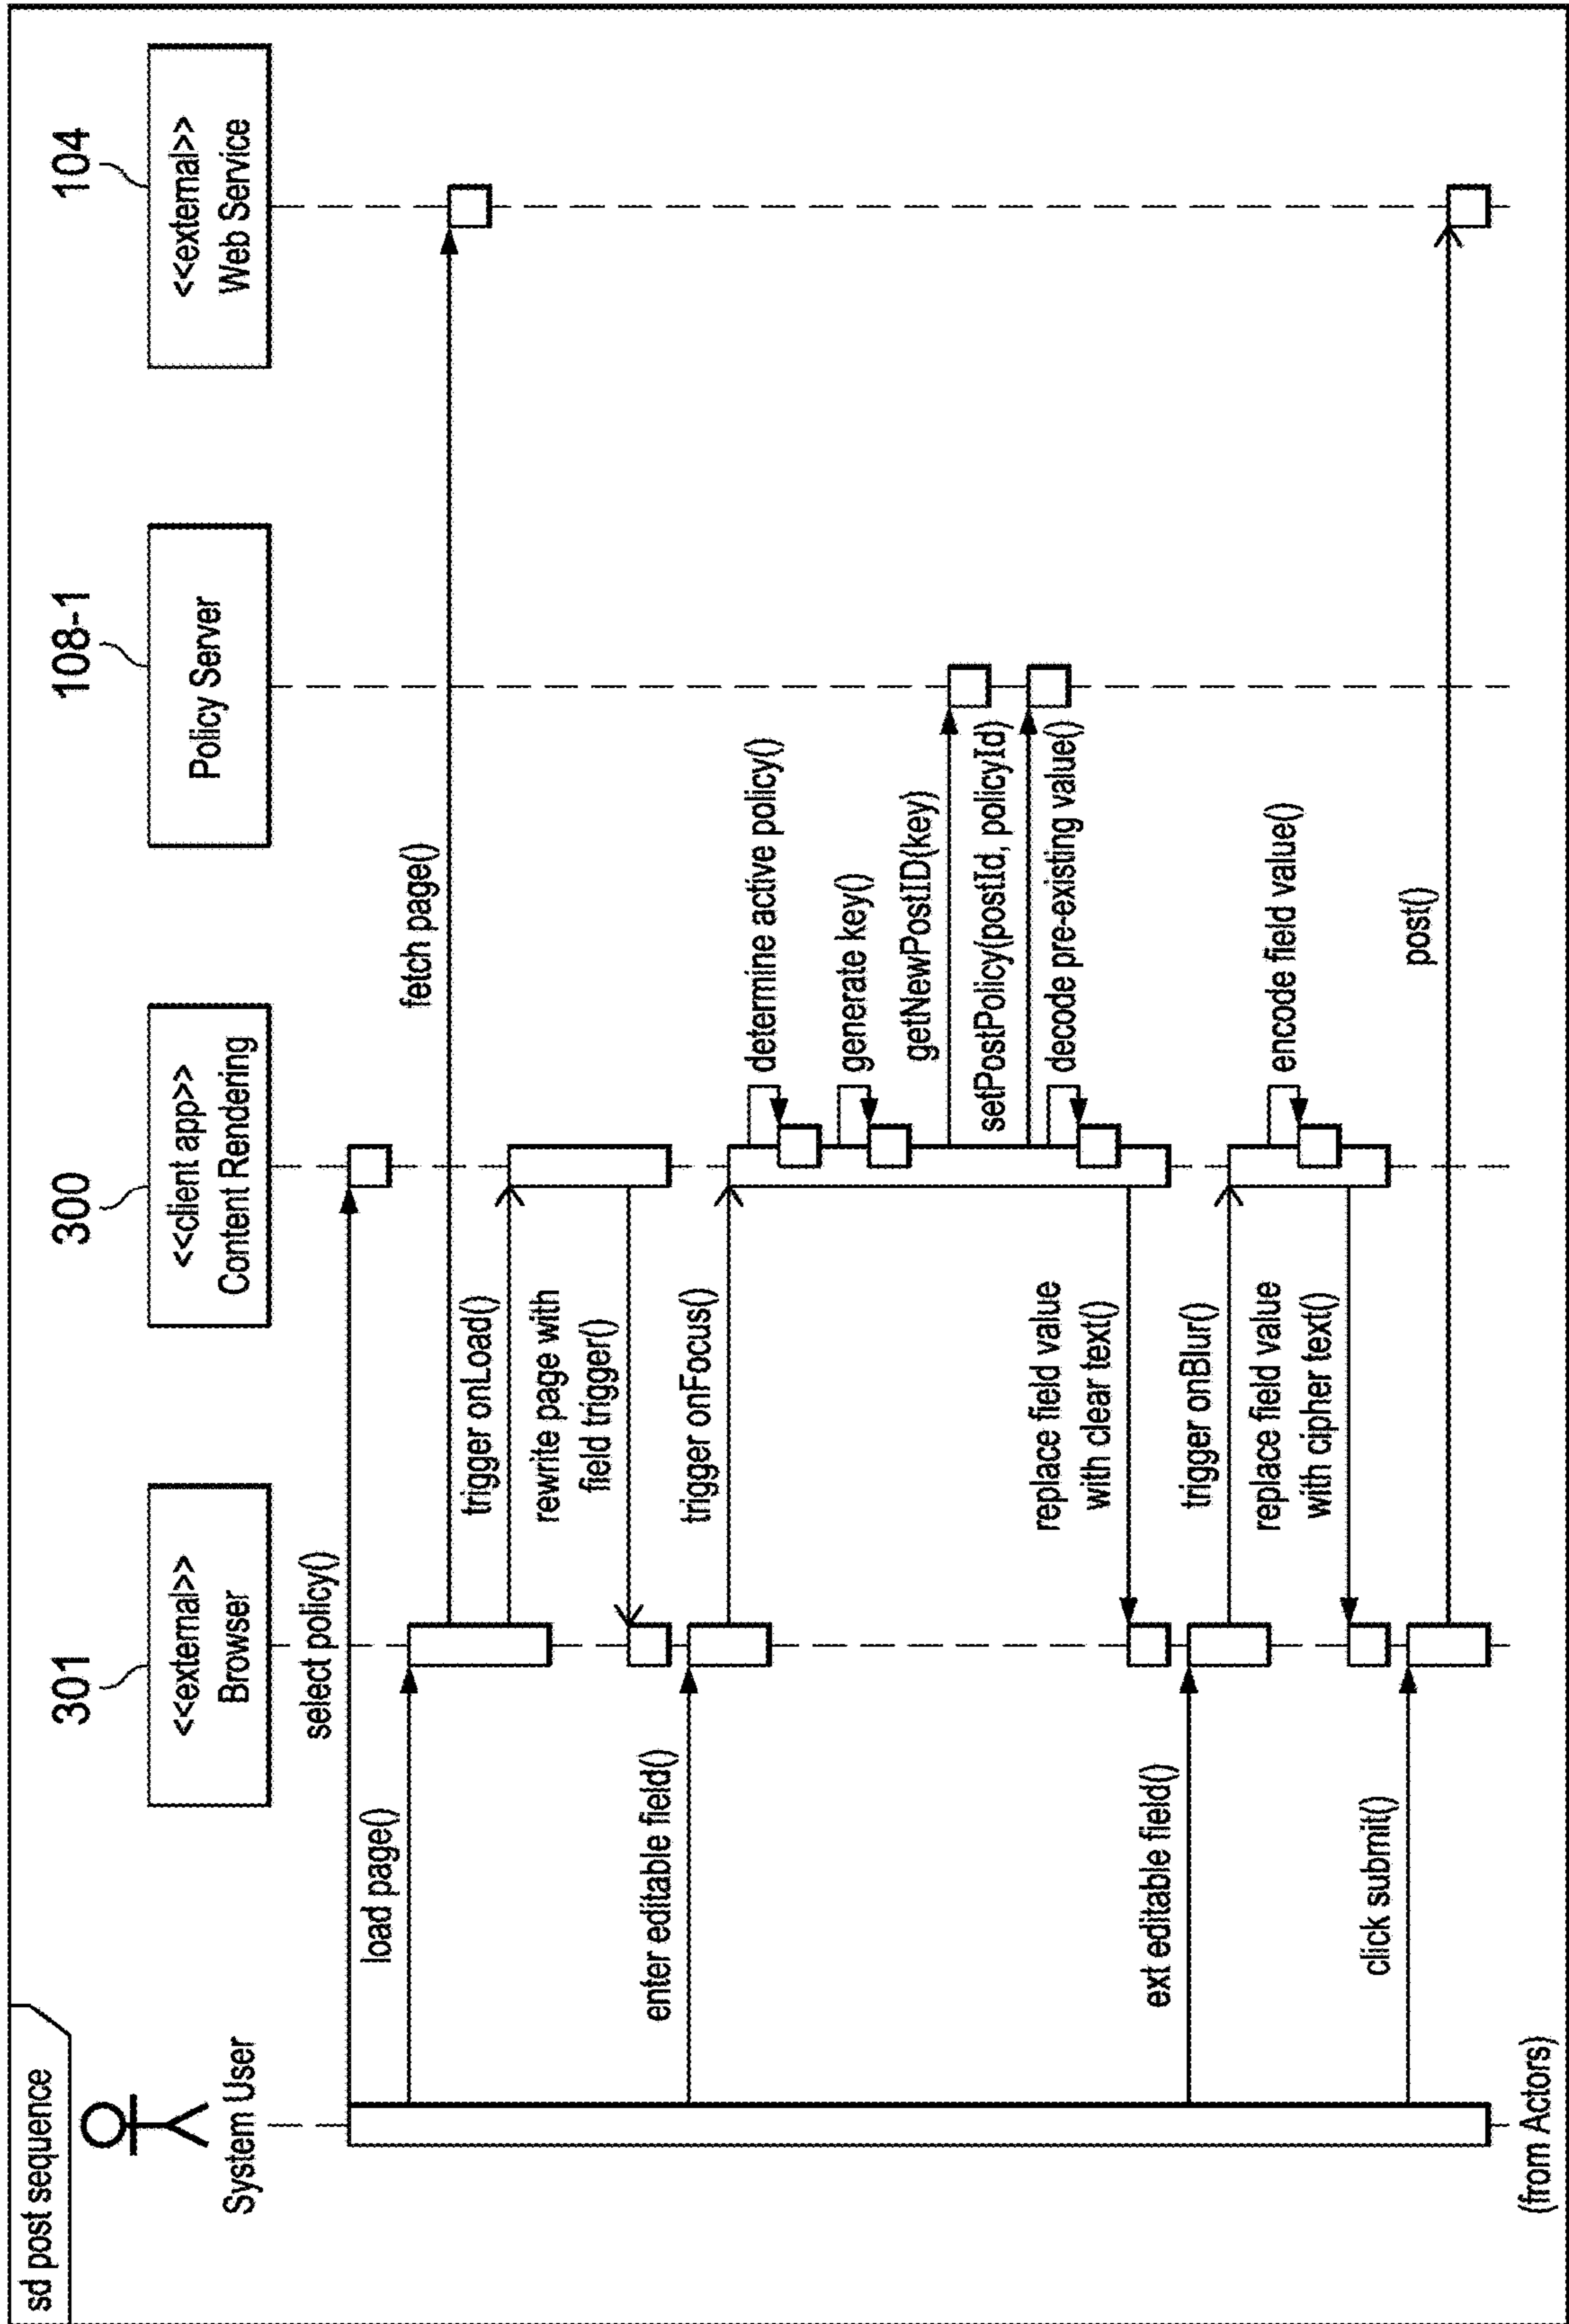 sd post sequence
System User
301
<<external>>
Browser
300
<<client app>>
Content Rendering
108-1
Policy Server
104
<<external>>
Web Service
select policy()
load page()
fetch page()
trigger onLoad()
rewrite page with
field trigger()
enter editable field()
trigger onFocus()
determine active policy()
generate key()
getNewPostID(key)
setPostPolicy(postId, policyId)
decode pre-existing value()
replace field value
with clear text()
ext editable field()
trigger onBlur()
encode field value()
replace field value
with cipher text()
click submit()
post()
(from Actors)